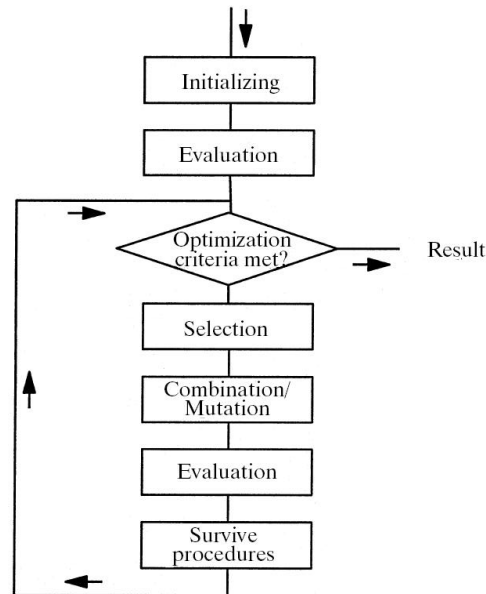 Initializing
Evaluation
Optimization
criteria met?
Result
Selection
Combination/
Mutation
Evaluation
Survive
procedures